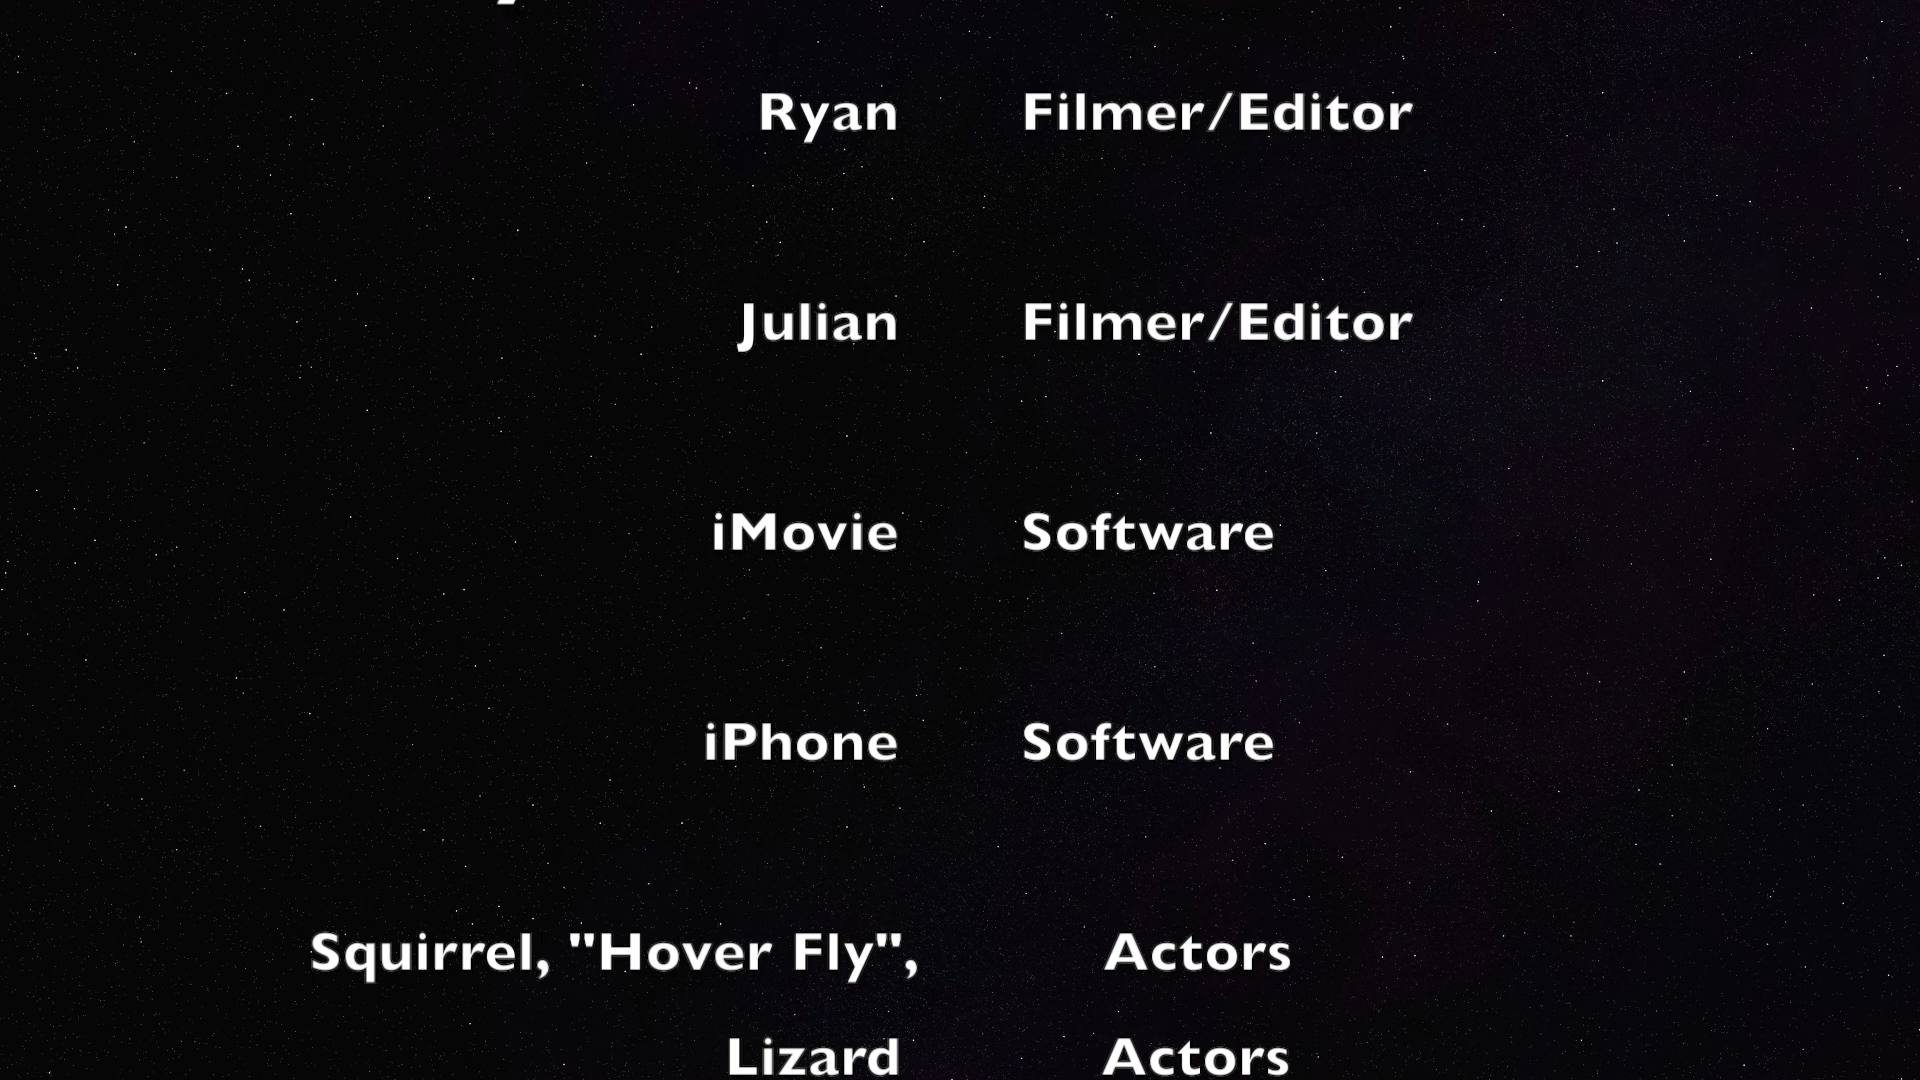 Ryan Filmer/Editor
Julian Filmer/Editor
iMovie Software
iPhone Software
Squirrel, "Hover Fly", Actors
Lizard Actors